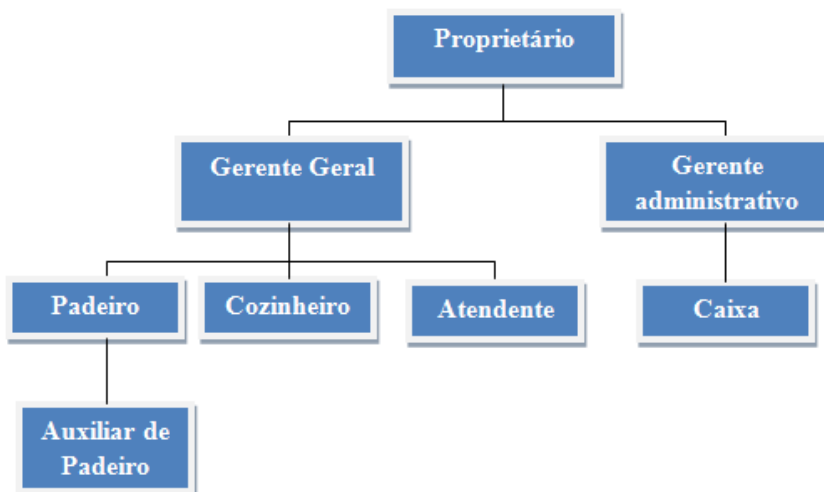 Proprietário
Gerente Geral
Gerente
administrativo
Padeiro
Cozinheiro
Atendente
Caixa
Auxiliar de
Padeiro